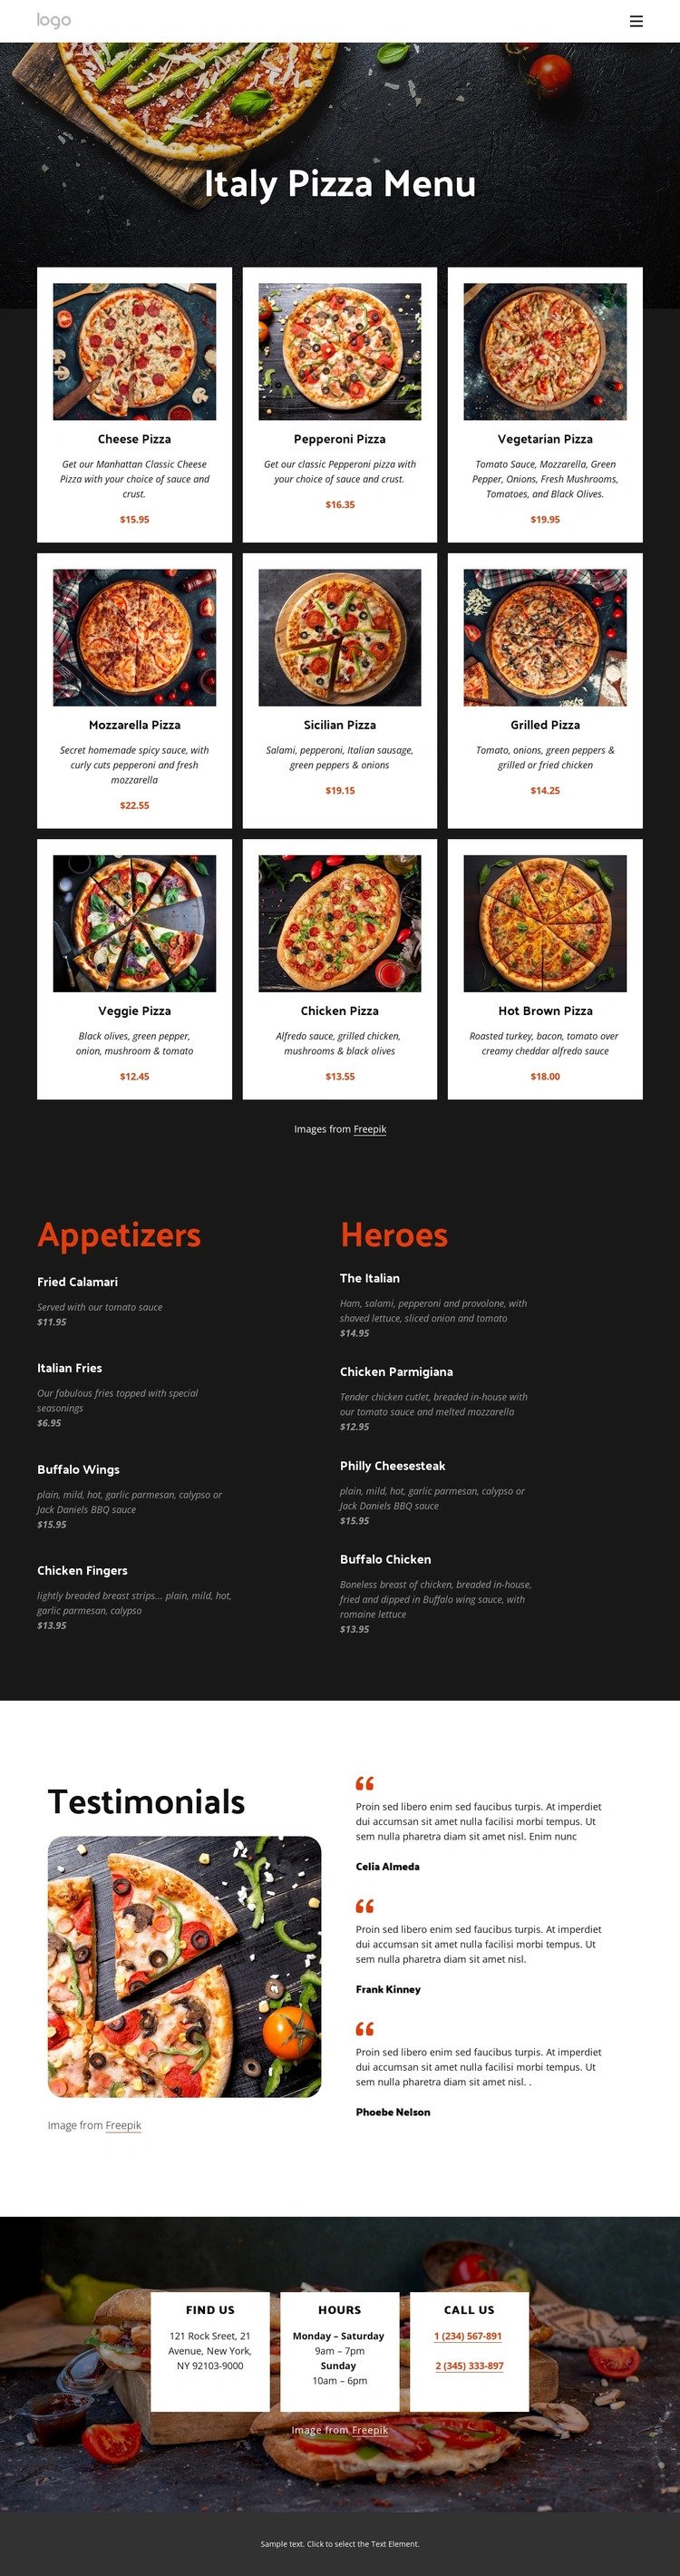 logo
Italy Pizza Menu
Cheese Pizza
Get our Manhattan Classic Cheese
Pizza with your choice of sauce and
crust.
$15.95
Pepperoni Pizza
Get our classic Pepperoni pizza with
your choice of sauce and crust.
$16.35
Vegetarian Pizza
Tomato Sauce, Mozzarella, Green
Pepper, Onions, Fresh Mushrooms,
Tomatoes, and Black Olives.
$19.95
Mozzarella Pizza
Secret homemade spicy sauce, with
curly cuts pepperoni and fresh
mozzarella
$22.55
Sicilian Pizza
Salami, pepperoni, Italian sausage,
green peppers & onions
$19.15
Grilled Pizza
Tomato, onions, green peppers &
grilled or fried chicken
$14.25
Veggie Pizza
Black olives, green pepper,
onion, mushroom & tomato
$12.45
Chicken Pizza
Alfredo sauce, grilled chicken,
mushrooms & black olives
$13.55
Hot Brown Pizza
Roasted turkey, bacon, tomato over
creamy cheddar alfredo sauce
$18.00
Images from Freepik
Appetizers
Fried Calamari
Served with our tomato sauce
$11.95
Italian Fries
Our fabulous fries topped with special
seasonings
$6.95
Buffalo Wings
plain, mild, hot, garlic parmesan, calypso or
Jack Daniels BBQ sauce
$15.95
Chicken Fingers
lightly breaded breast strips... plain, mild, hot,
garlic parmesan, calypso
$13.95
Heroes
The Italian
Ham, salami, pepperoni and provolone, with
shaved lettuce, sliced onion and tomato
$14.95
Chicken Parmigiana
Tender chicken cutlet, breaded in-house with
our tomato sauce and melted mozzarella
$12.95
Philly Cheesesteak
plain, mild, hot, garlic parmesan, calypso or
Jack Daniels BBQ sauce
$15.95
Buffalo Chicken
Boneless breast of chicken, breaded in-house,
fried and dipped in Buffalo wing sauce, with
romaine lettuce
$13.95
Testimonials
Image from Freepik
Proin sed libero enim sed faucibus turpis. At imperdiet
dui accumsan sit amet nulla facilisi morbi tempus. Ut
sem nulla pharetra diam sit amet nisl. Enim nunc
Celia Almeda
Proin sed libero enim sed faucibus turpis. At imperdiet
dui accumsan sit amet nulla facilisi morbi tempus. Ut
sem nulla pharetra diam sit amet nisl.
Frank Kinney
Proin sed libero enim sed faucibus turpis. At imperdiet
dui accumsan sit amet nulla facilisi morbi tempus. Ut
sem nulla pharetra diam sit amet nisl. .
Phoebe Nelson
FIND US
121 Rock Sreet, 21
Avenue, New York,
NY 92103-9000
HOURS
Monday – Saturday
9am – 7pm
Sunday
10am – 6pm
CALL US
1 (234) 567-891
2 (345) 333-897
Image from Freepik
Sample text. Click to select the Text Element.